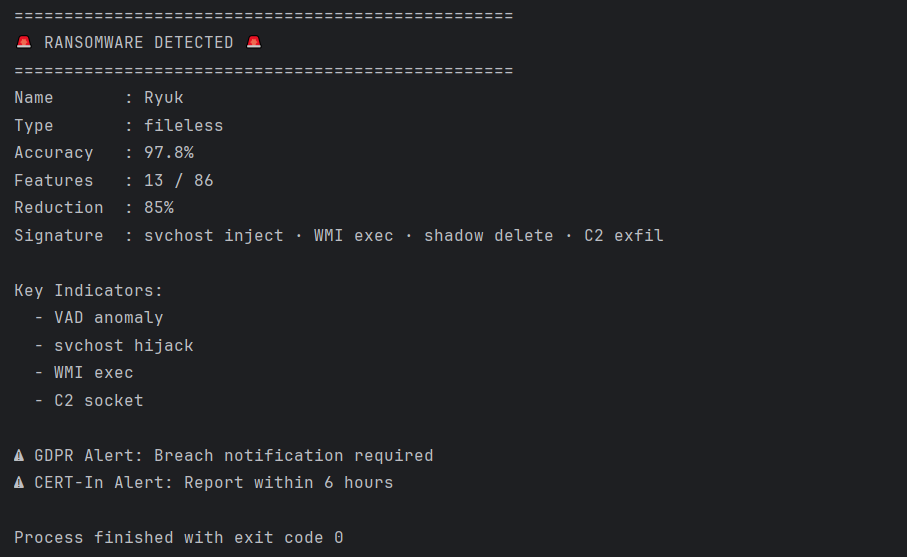 ==================================================
🚨 RANSOMWARE DETECTED 🚨
==================================================
Name       : Ryuk
Type       : fileless
Accuracy   : 97.8%
Features   : 13 / 86
Reduction  : 85%
Signature  : svchost inject · WMI exec · shadow delete · C2 exfil
Key Indicators:
  - VAD anomaly
  - svchost hijack
  - WMI exec
  - C2 socket
⚠ GDPR Alert: Breach notification required
⚠ CERT-In Alert: Report within 6 hours
Process finished with exit code 0